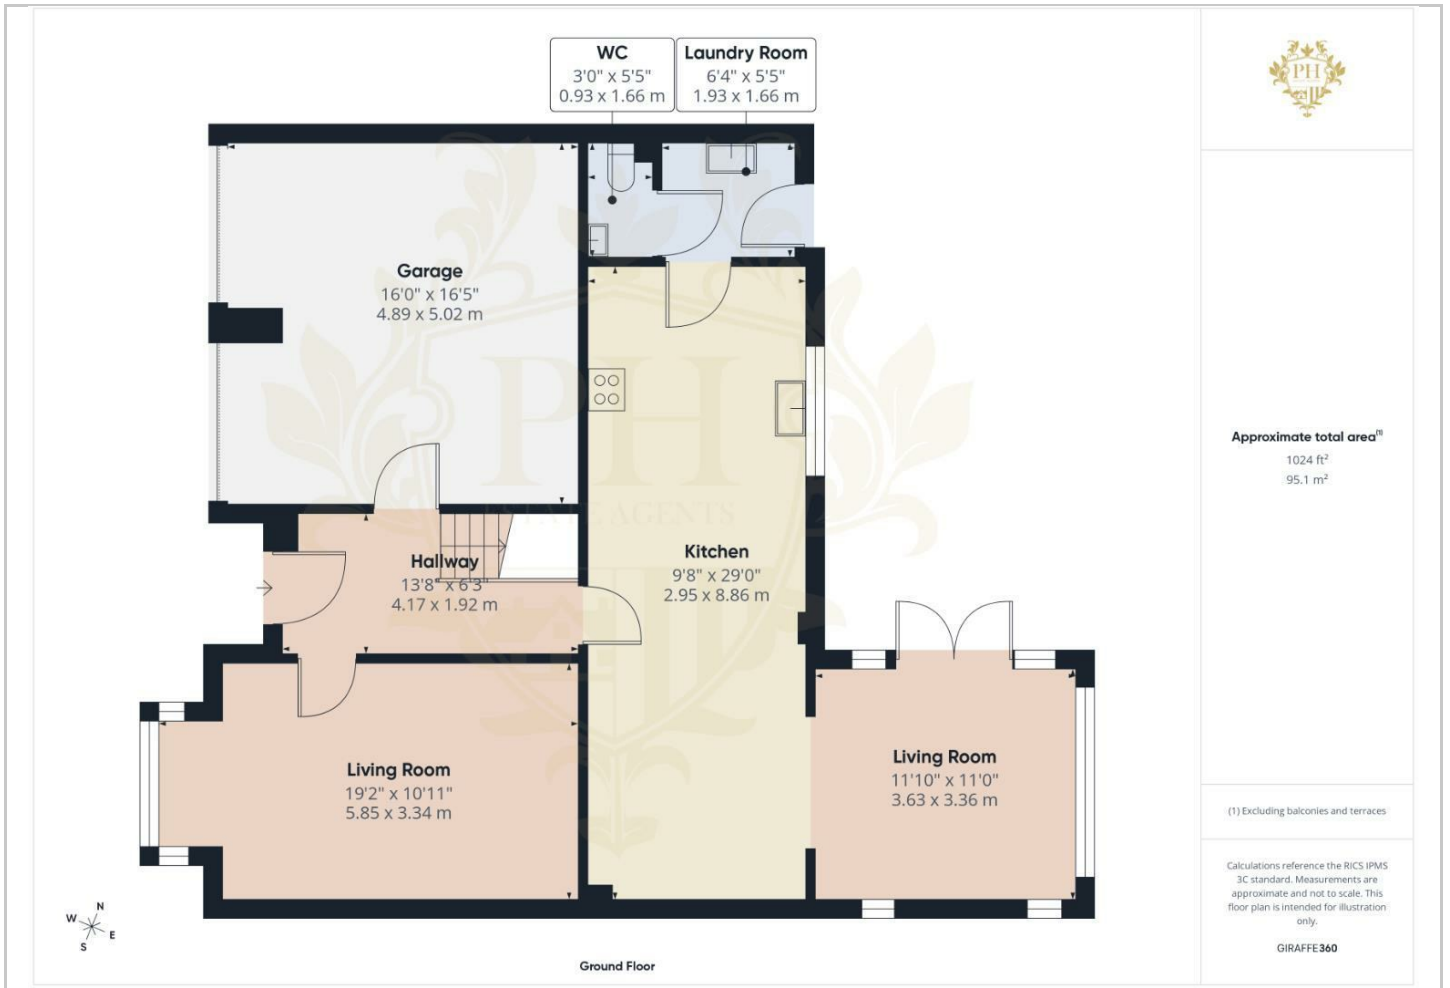 WC
3'0" x 5'5"
0.93 x 1.66 m
Laundry Room
6'4" x 5'5"
1.93 x 1.66 m
PH
Garage
16'0" x 16'5"
4.89 x 5.02 m
PH
ESTATE AGENTS
Approximate total area(1)
1024 ft²
95.1 m²
Hallway
13'8" x 6'3"
4.17 x 1.92 m
Kitchen
9'8" x 29'0"
2.95 x 8.86 m
Living Room
19'2" x 10'11"
5.85 x 3.34 m
Living Room
11'10" x 11'0"
3.63 x 3.36 m
(1) Excluding balconies and terraces
Calculations reference the RICS IPMS
3C standard. Measurements are
approximate and not to scale. This
floor plan is intended for illustration
only.
GIRAFFE360
N
W
E
S
Ground Floor